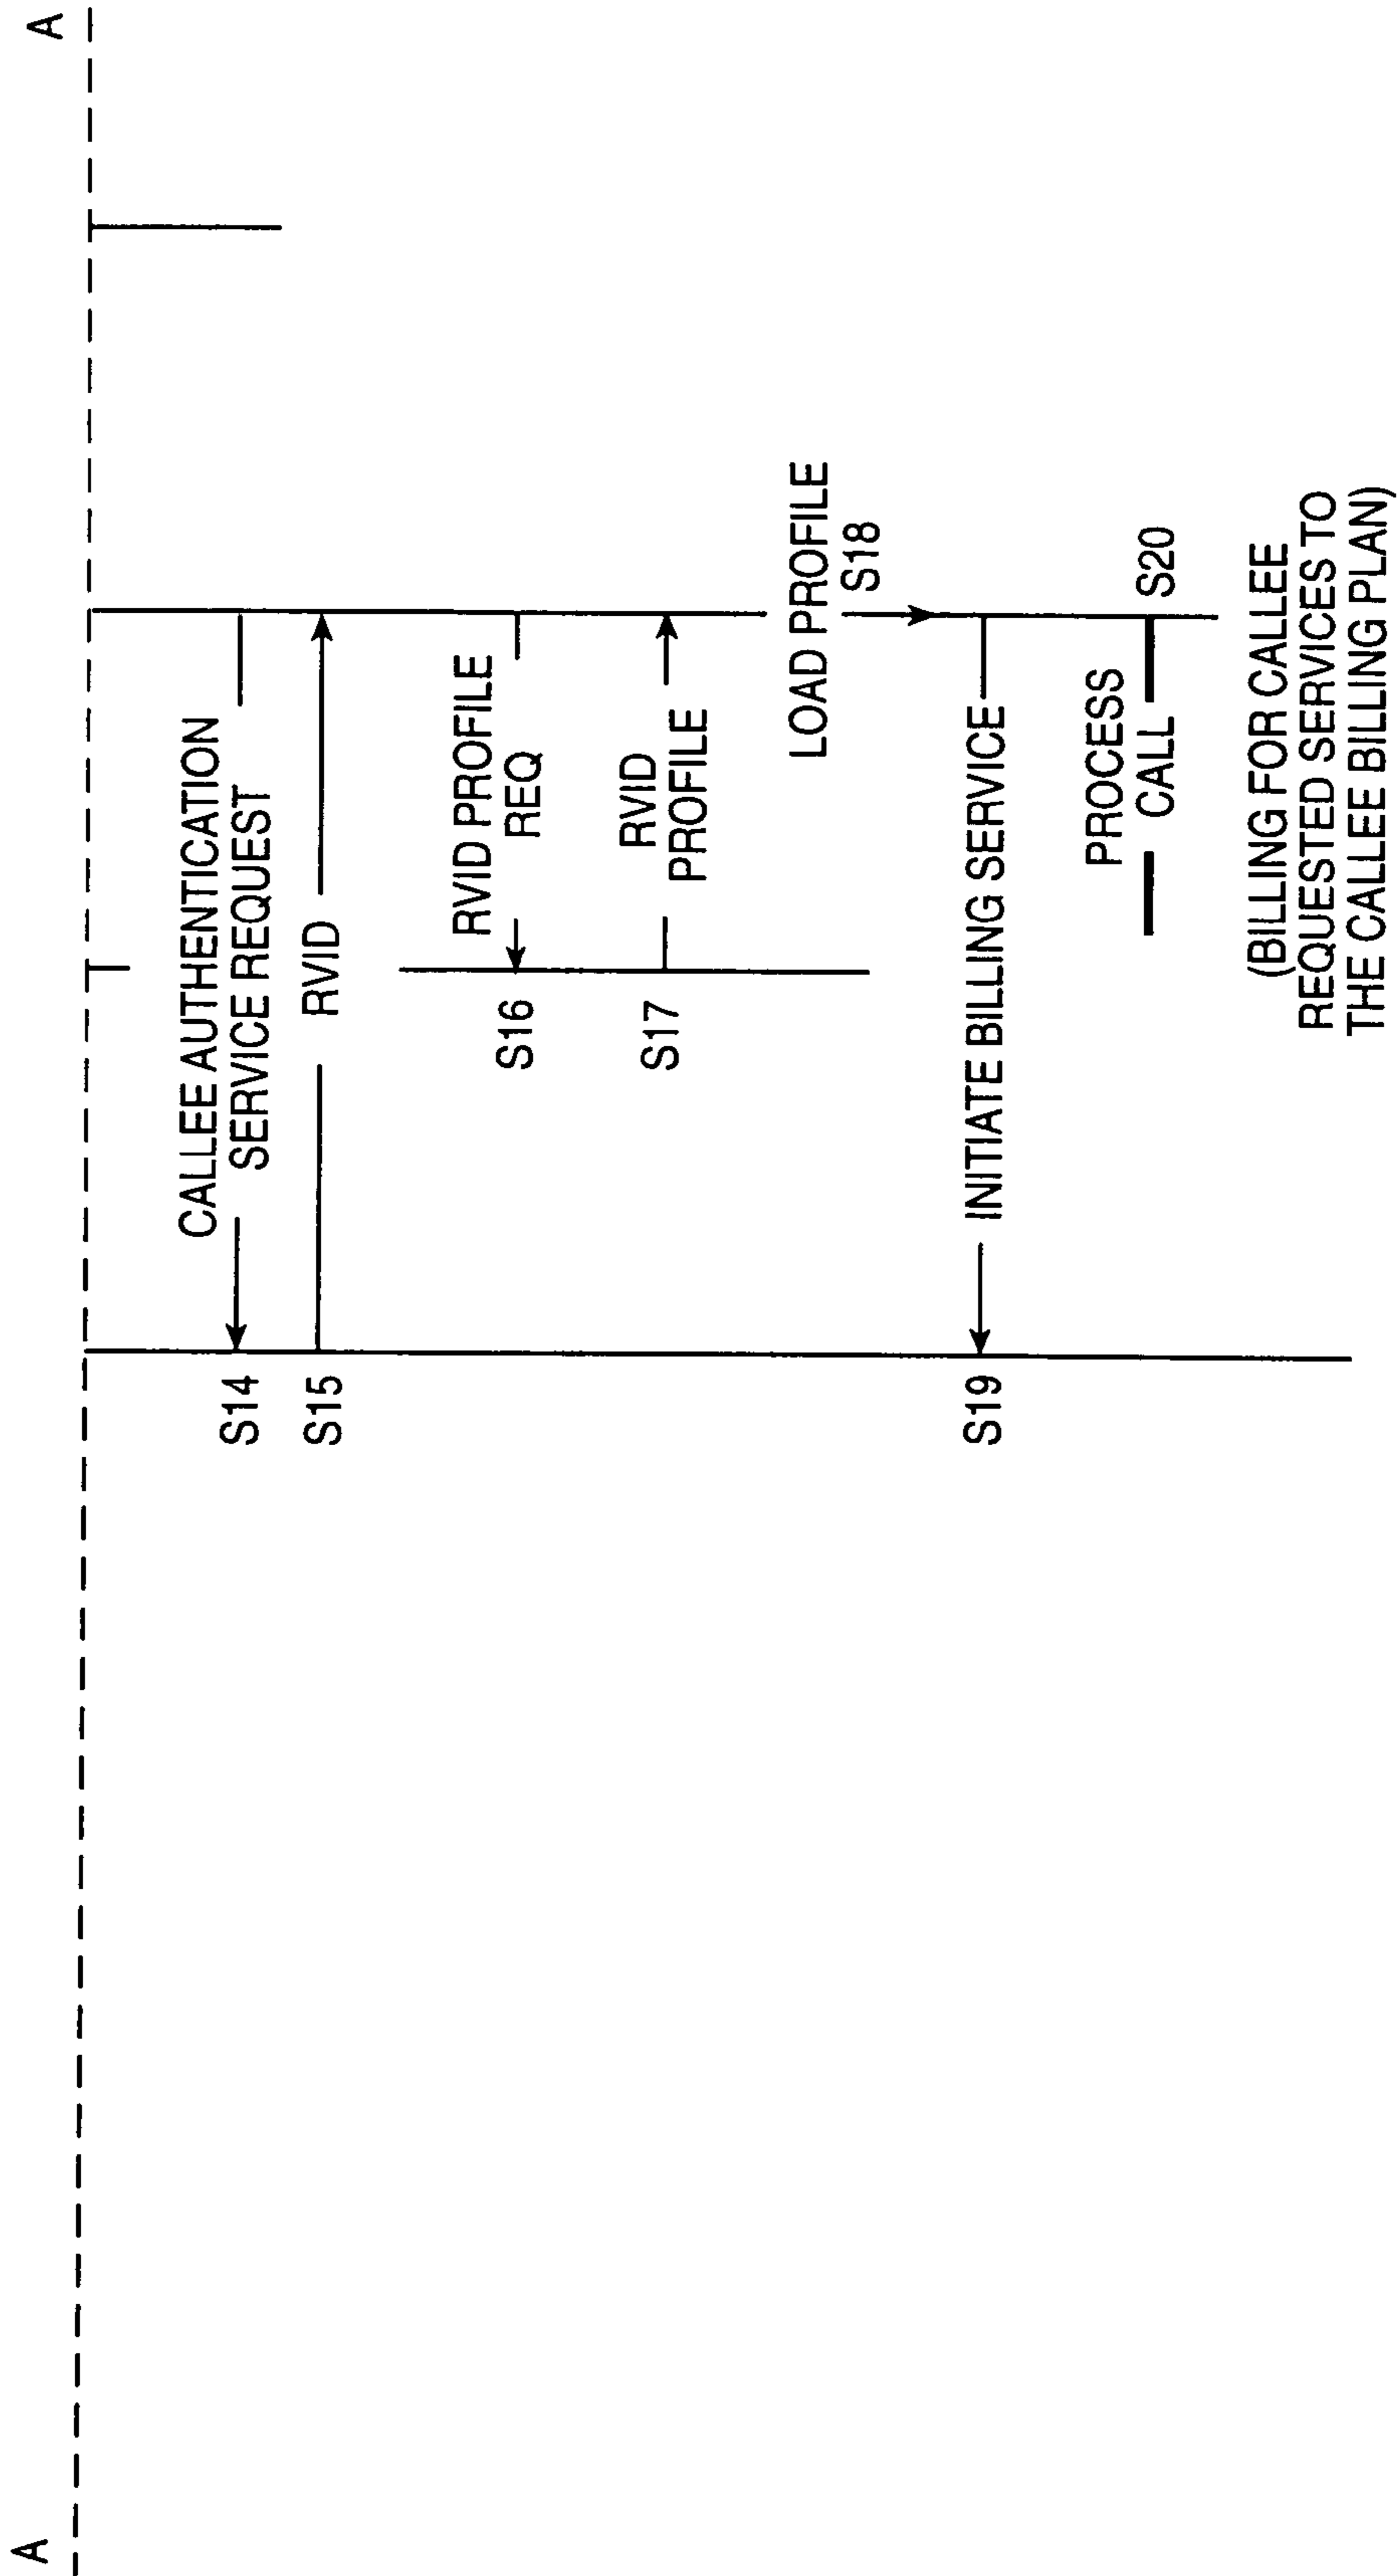 A
A
CALLEE AUTHENTICATION
SERVICE REQUEST
S14
RVID
S15
RVID PROFILE
REQ
S16
RVID
PROFILE
S17
LOAD PROFILE
S18
INITIATE BILLING SERVICE
S19
PROCESS
CALL
S20
(BILLING FOR CALLEE
REQUESTED SERVICES TO
THE CALLEE BILLING PLAN)